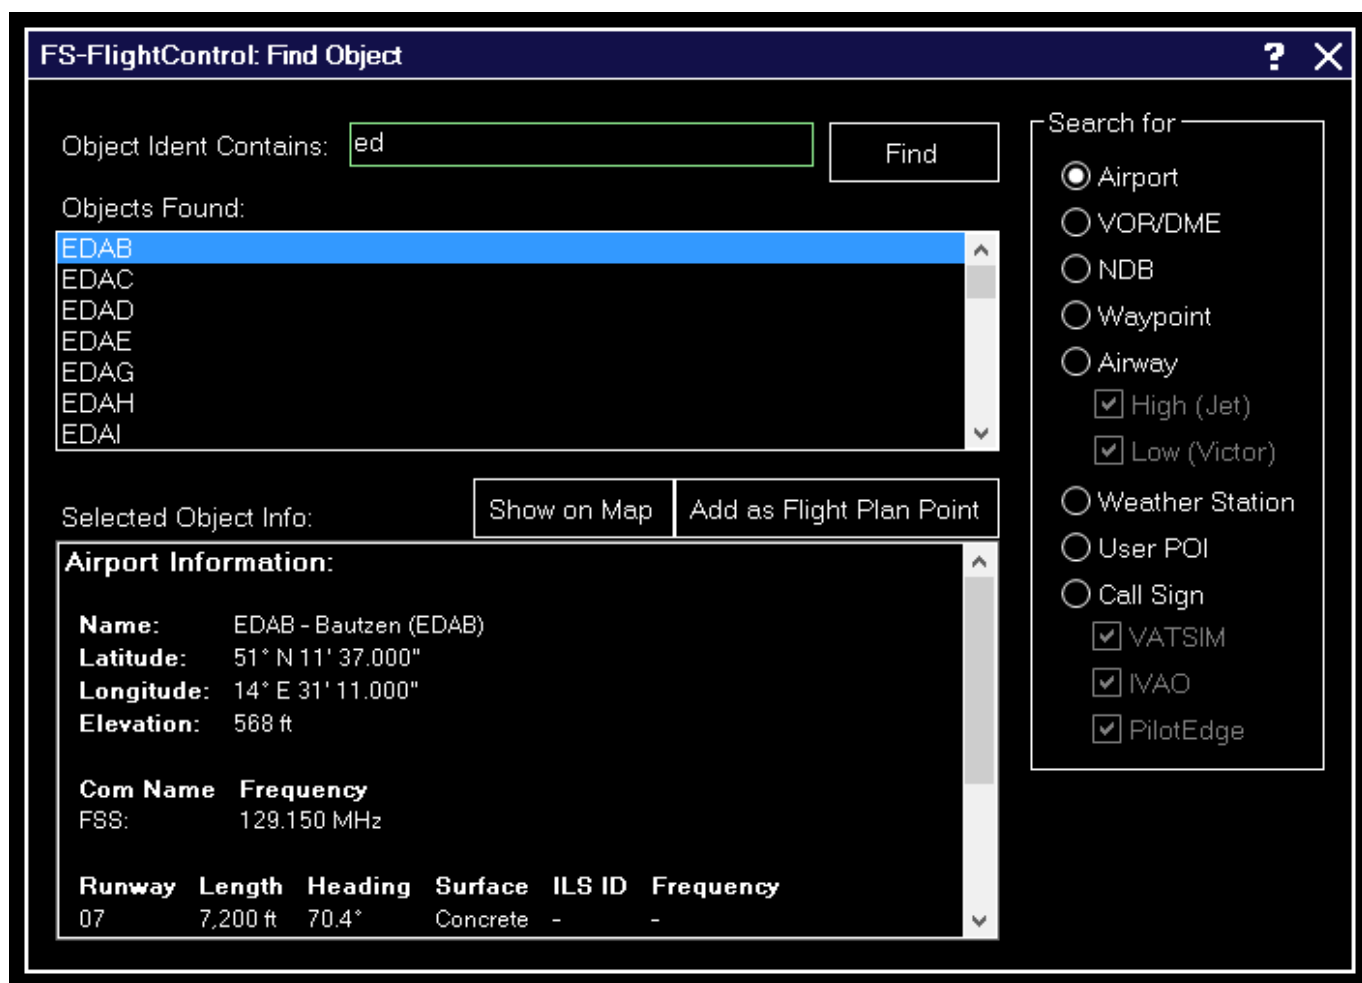 FS-FlightControl: Find Object ?
Object Ident Contains: ed Find
Objects Found:
EDAB
EDAC
EDAD
EDAE
EDAG
EDAH
EDAI
Selected Object Info: Show on Map Add as Flight Plan Point
Airport Information:
Name: EDAB - Bautzen (EDAB)
Latitude: 51° N 11' 37.000"
Longitude: 14° E 31' 11.000"
Elevation: 568 ft
Com Name Frequency
FSS: 129.150 MHz
Runway Length Heading Surface ILS ID Frequency
07 7,200 ft 70.4° Concrete - -
Search for
Airport
VOR/DME
NDB
Waypoint
Airway
High (Jet)
Low (Victor)
Weather Station
User POI
Call Sign
VATSIM
IVAO
PilotEdge